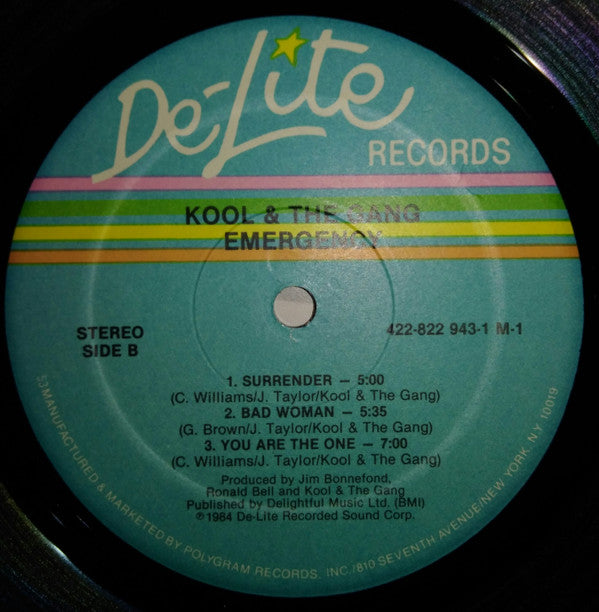 De-Lite
RECORDS
KOOL & THE GANG
EMERGENCY
STEREO
SIDE B
422-822 943-1 M-1
1. SURRENDER — 5:00
(C. Williams/J. Taylor/Kool & The Gang)
2. BAD WOMAN — 5:35
(G. Brown/J. Taylor/Kool & The Gang)
3. YOU ARE THE ONE — 7:00
(C. Williams/J. Taylor/Kool & The Gang)
Produced by Jim Bonnefond,
Ronald Bell and Kool & The Gang
Published by Delightful Music Ltd. (BMI)
℗1984 De-Lite Recorded Sound Corp.
53MANUFACTURED & MARKETED BY POLYGRAM RECORDS, INC./810 SEVENTH AVENUE/NEW YORK, N.Y. 10019